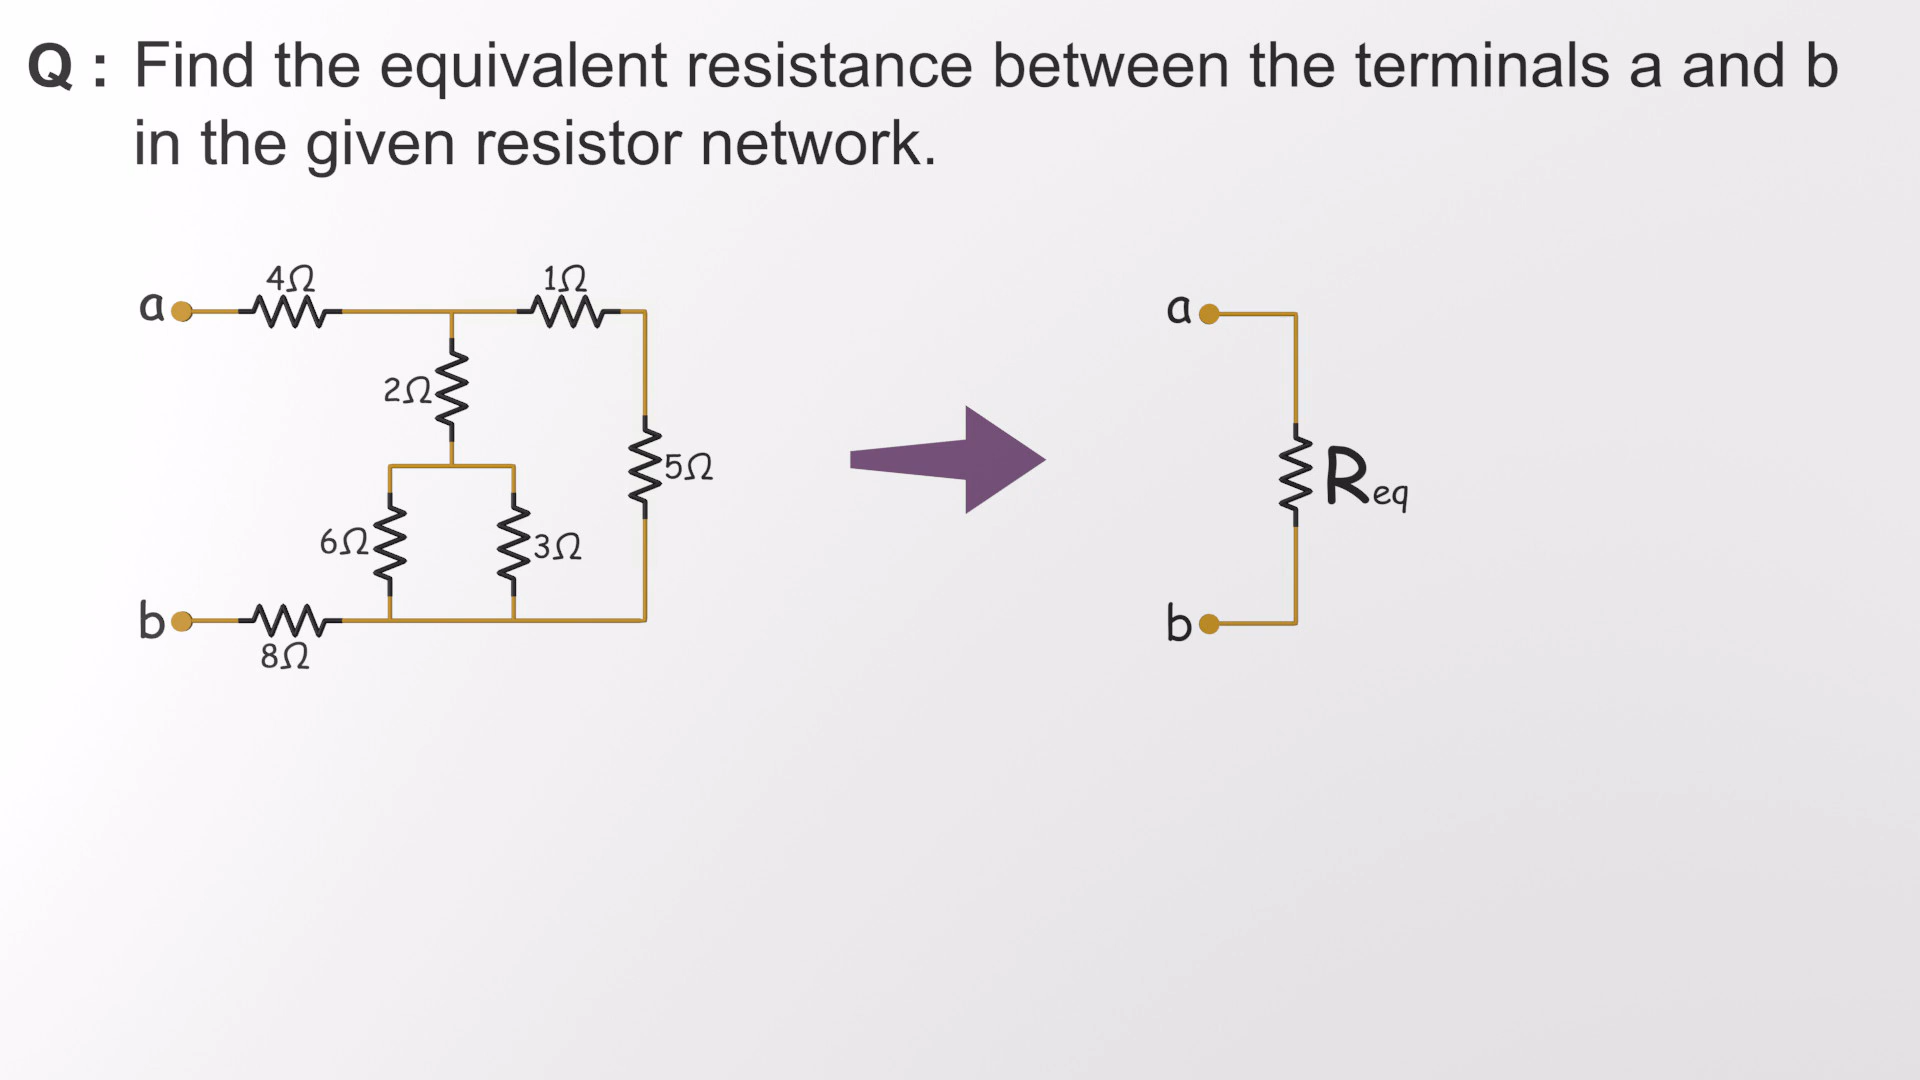 Q : Find the equivalent resistance between the terminals a and b
in the given resistor network.
4Ω
1Ω
a
2Ω
5Ω
6Ω
3Ω
b
8Ω
a
Req
b